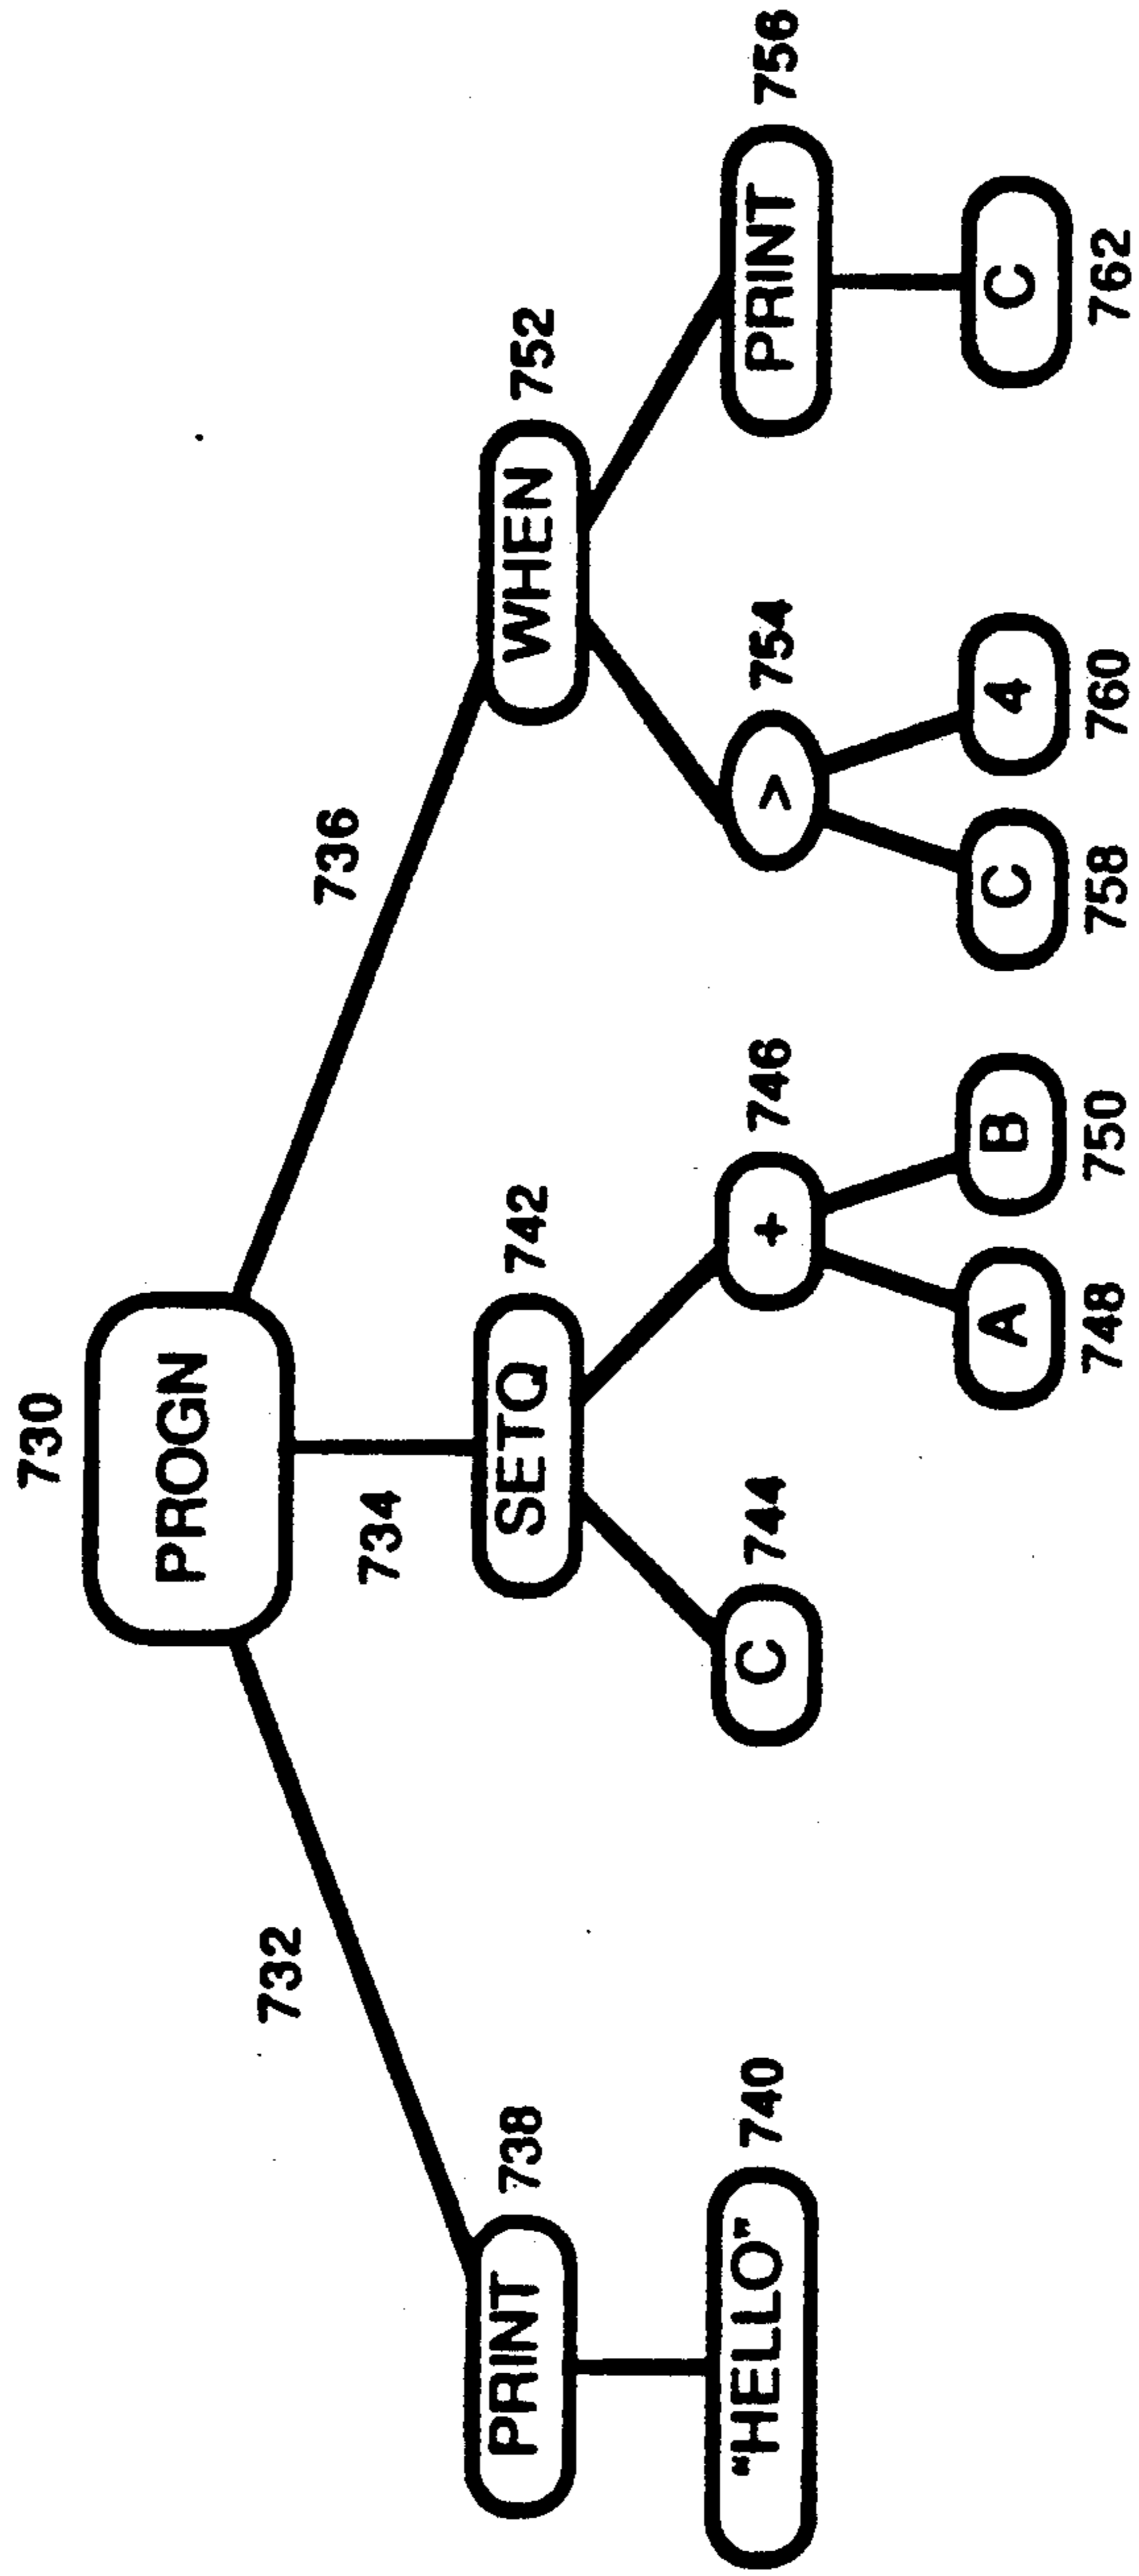 730
PROGN
732
734
736
PRINT 738
SETQ 742
WHEN 752
"HELLO" 740
C 744
+ 746
> 754
PRINT 756
A
B
C
4
C
748
750
758
760
762